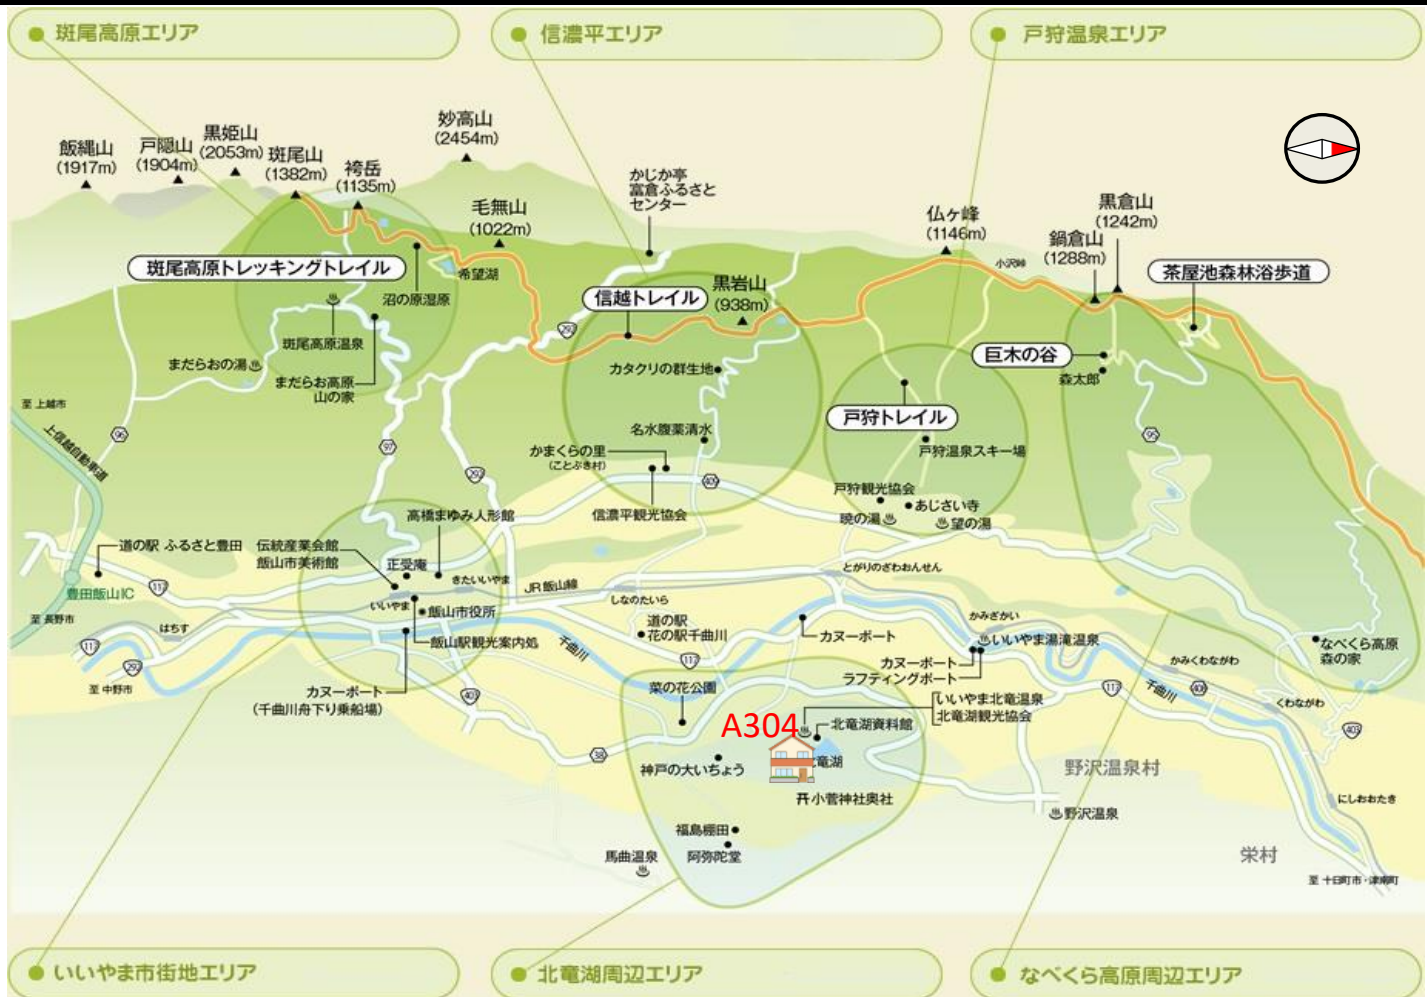 斑尾高原エリア
信濃平エリア
戸狩温泉エリア
妙高山
(2454m)
黒姫山
(2053m)
戸隠山
(1904m)
飯縄山
(1917m)
斑尾山
(1382m)
袴岳
(1135m)
毛無山
(1022m)
かじか亭
富倉ふるさと
センター
仏ヶ峰
(1146m)
黒倉山
(1242m)
鍋倉山
(1288m)
小沢峠
茶屋池森林浴歩道
斑尾高原トレッキングトレイル
希望湖
沼の原湿原
信越トレイル
黒岩山
(938m)
292
斑尾高原温泉
まだらおの湯
まだらお高原
山の家
カタクリの群生地
巨木の谷
森太郎
戸狩トレイル
至 上越市
上信越自動車道
96
97
292
95
名水腹薬清水
かまくらの里
(ことぶき村)
409
戸狩温泉スキー場
信濃平観光協会
戸狩観光協会
あじさい寺
暁の湯
望の湯
高橋まゆみ人形館
道の駅 ふるさと豊田
伝統産業会館
飯山市美術館
正受庵
きたいいやま
JR飯山線
とがりのざわおんせん
117
豊田飯山IC
いいやま
飯山市役所
しなのたいら
至 長野市
はちす
道の駅
花の駅千曲川
カヌーポート
かみざかい
いいやま湯滝温泉
なべくら高原
森の家
117
292
飯山駅観光案内処
千曲川
117
カヌーポート
ラフティングポート
かみくわながわ
至 中野市
カヌーポート
(千曲川舟下り乗船場)
403
菜の花公園
いいやま北竜温泉
北竜湖観光協会
117
千曲川
408
くわながわ
403
A304
北竜湖資料館
38
神戸の大いちょう
竜湖
野沢温泉村
小菅神社奥社
野沢温泉
にしおおたき
福島棚田
阿弥陀堂
馬曲温泉
栄村
至 十日町市・津南町
いいやま市街地エリア
北竜湖周辺エリア
なべくら高原周辺エリア